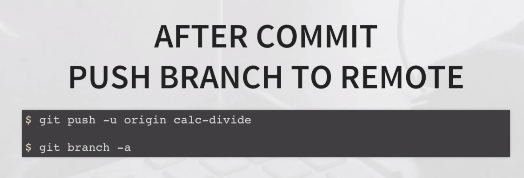 AFTER COMMIT
PUSH BRANCH TO REMOTE
$ git push -u origin calc-divide
$ git branch -a